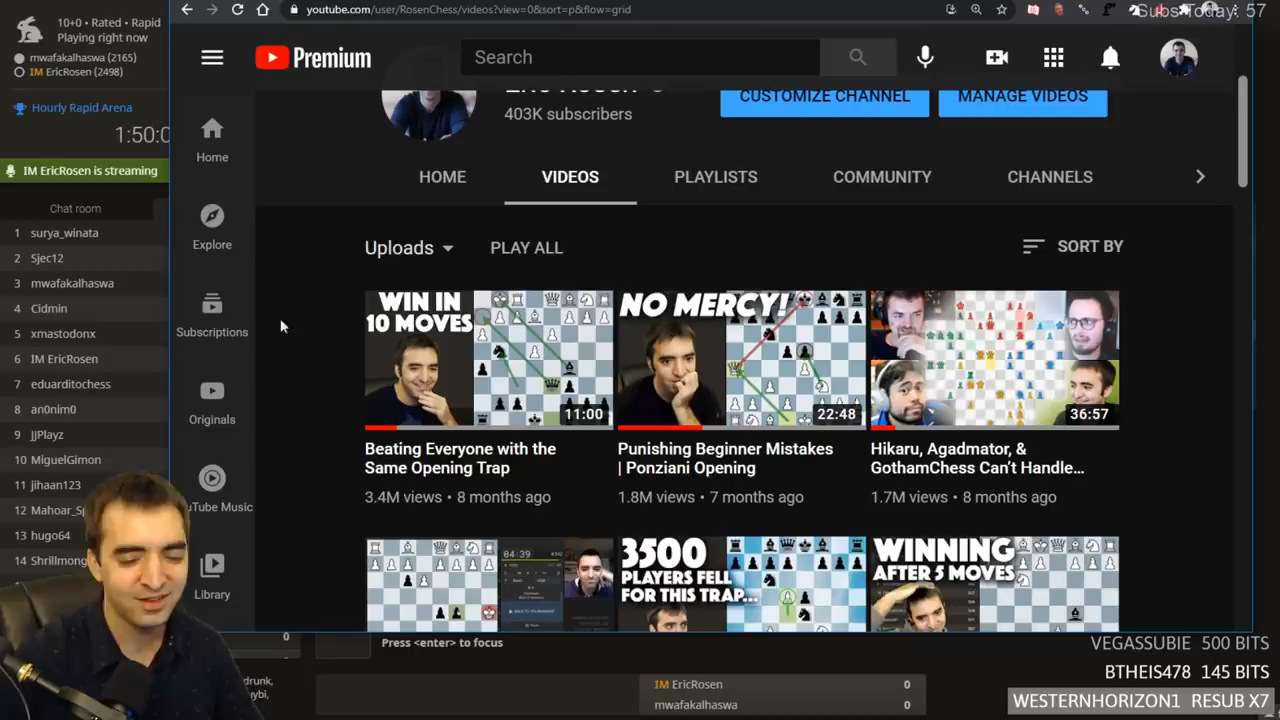 10+0 • Rated • Rapid
Playing right now
mwafakalhaswa (2165)
IM EricRosen (2498)
Hourly Rapid Arena
1:50:0
IM EricRosen is streaming
Chat room
1 surya_winata
2 Sjec12
3 mwafakalhaswa
4 Cidmin
5 xmastodonx
6 IM EricRosen
7 eduarditochess
8 an0nim0
9 JJPlayz
10 MiguelGimon
11 jihaan123
12 Mahoar_Sp
13 hugo64
14 Shrillmong
0
drunk,
youtube.com/user/RosenChess/videos?view=0&sort=p&flow=grid
Subs Today: 57
Premium
Search
Home
Explore
Subscriptions
Originals
uTube Music
Library
Eric Rosen
403K subscribers
CUSTOMIZE CHANNEL
MANAGE VIDEOS
HOME
VIDEOS
PLAYLISTS
COMMUNITY
CHANNELS
Uploads
PLAY ALL
SORT BY
WIN IN
10 MOVES
11:00
Beating Everyone with the
Same Opening Trap
3.4M views • 8 months ago
NO MERCY!
22:48
Punishing Beginner Mistakes
| Ponziani Opening
1.8M views • 7 months ago
36:57
Hikaru, Agadmator, &
GothamChess Can't Handle...
1.7M views • 8 months ago
04:39
3500
PLAYERS FELL
FOR THIS TRAP...
WINNING
AFTER 5 MOVES
Press <enter> to focus
IM EricRosen 0
mwafakalhaswa 0
VEGASSUBIE 500 BITS
BTHEIS478 145 BITS
WESTERNHORIZON1 RESUB X7